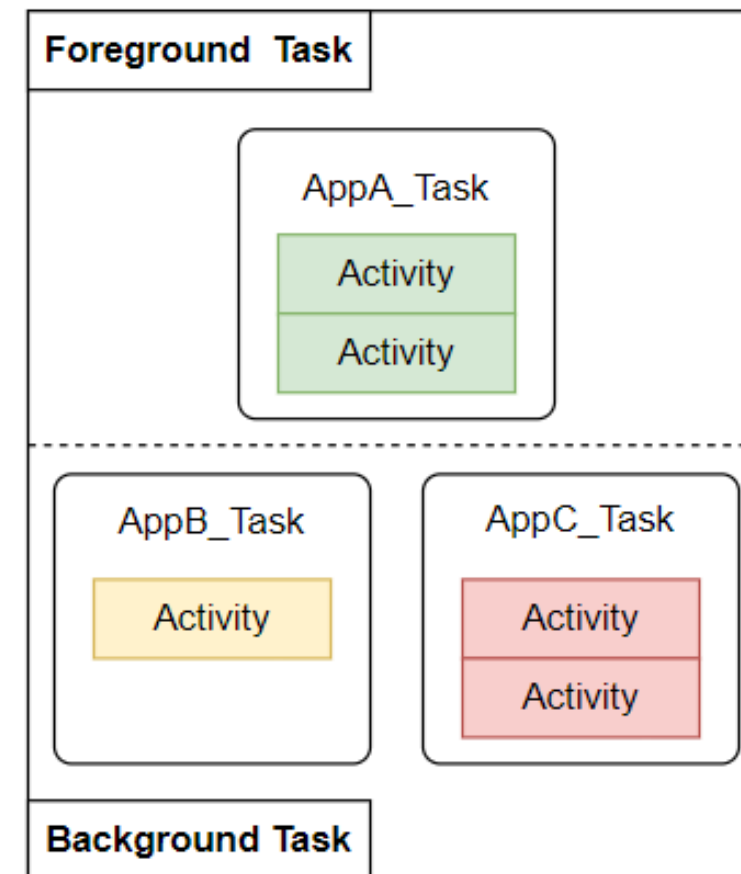 Foreground Task
AppA_Task
Activity
Activity
AppB_Task
Activity
AppC_Task
Activity
Activity
Background Task